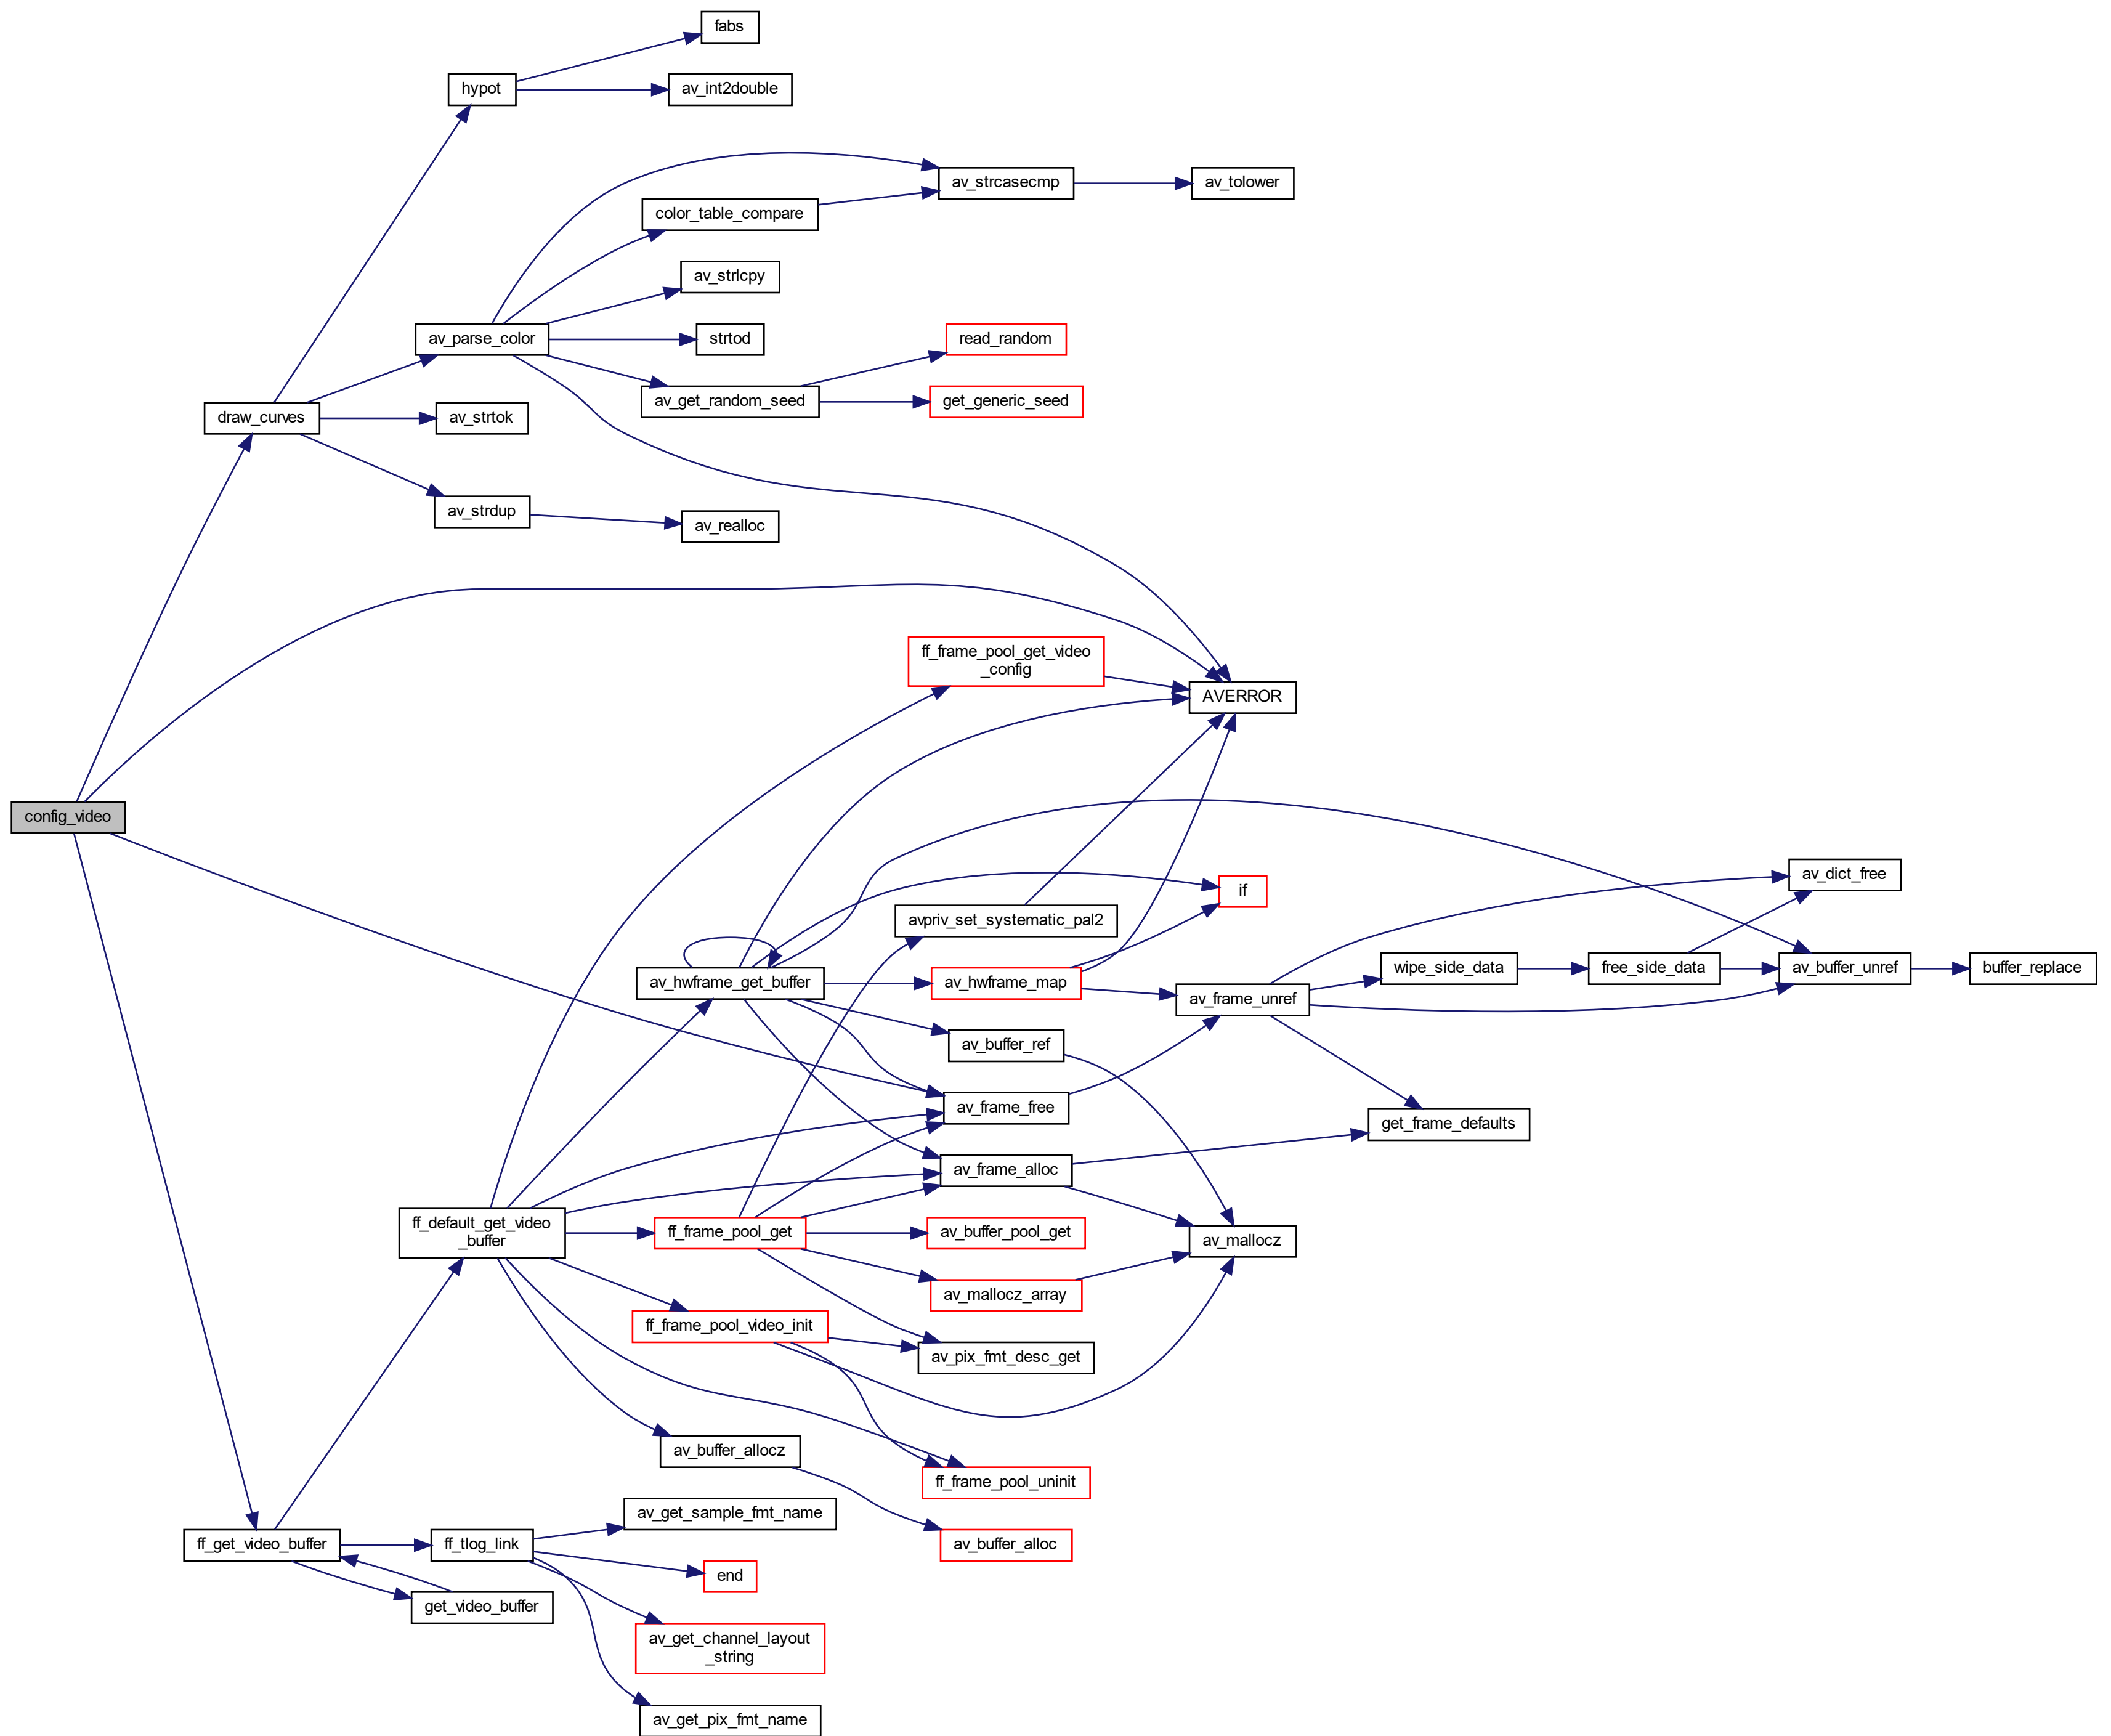 fabs
hypot
av_int2double
av_strcasecmp
av_tolower
color_table_compare
av_strlcpy
av_parse_color
strtod
read_random
av_get_random_seed
get_generic_seed
draw_curves
av_strtok
av_strdup
av_realloc
ff_frame_pool_get_video
_config
AVERROR
config_video
av_dict_free
if
avpriv_set_systematic_pal2
wipe_side_data
free_side_data
av_buffer_unref
buffer_replace
av_hwframe_get_buffer
av_hwframe_map
av_frame_unref
av_buffer_ref
av_frame_free
get_frame_defaults
av_frame_alloc
ff_default_get_video
_buffer
ff_frame_pool_get
av_buffer_pool_get
av_mallocz
av_mallocz_array
ff_frame_pool_video_init
av_pix_fmt_desc_get
av_buffer_allocz
ff_frame_pool_uninit
av_get_sample_fmt_name
ff_get_video_buffer
ff_tlog_link
av_buffer_alloc
end
get_video_buffer
av_get_channel_layout
_string
av_get_pix_fmt_name